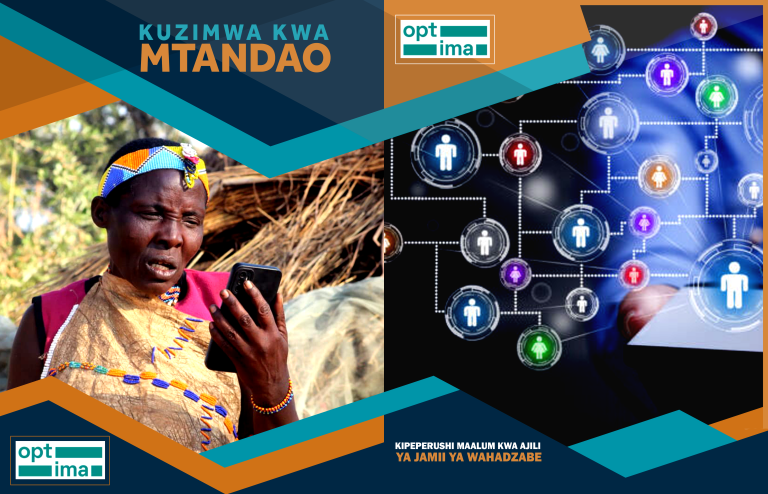 KUZIMWA KWA
MTANDAO
opt
ima
opt
ima
KIPEPERUSHI MAALUM KWA AJILI
YA JAMII YA WAHADZABE